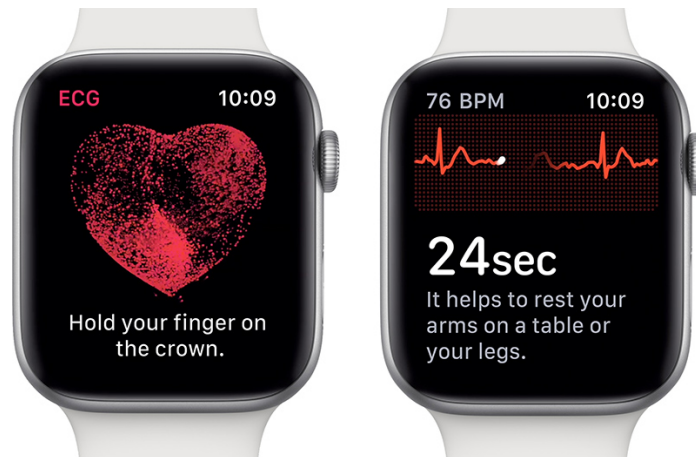 ECG 10:09
Hold your finger on
the crown.
76 BPM 10:09
24sec
It helps to rest your
arms on a table or
your legs.